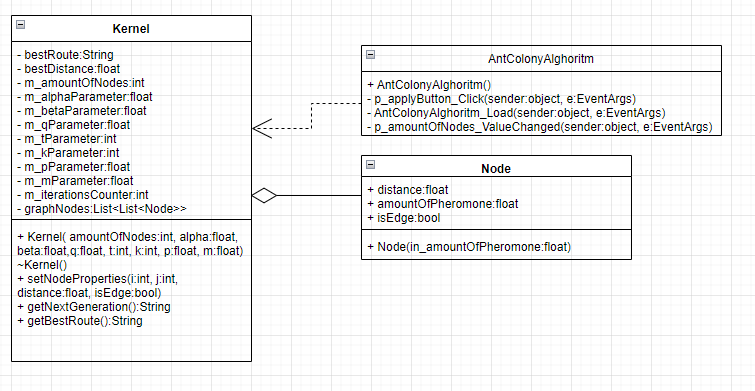 Kernel
- bestRoute:String
- bestDistance:float
- m_amountOfNodes:int
- m_alphaParameter:float
- m_betaParameter:float
- m_qParameter:float
- m_tParameter:int
- m_kParameter:int
- m_pParameter:float
- m_mParameter:float
- m_iterationsCounter:int
- graphNodes:List<List<Node>>
+ Kernel( amountOfNodes:int, alpha:float,
beta:float,q:float, t:int, k:int, p:float, m:float)
~Kernel()
+ setNodeProperties(i:int, j:int,
distance:float, isEdge:bool)
+ getNextGeneration():String
+ getBestRoute():String
AntColonyAlghoritm
+ AntColonyAlghoritm()
- p_applyButton_Click(sender:object, e:EventArgs)
- AntColonyAlghoritm_Load(sender:object, e:EventArgs)
- p_amountOfNodes_ValueChanged(sender:object, e:EventArgs)
Node
+ distance:float
+ amountOfPheromone:float
+ isEdge:bool
+ Node(in_amountOfPheromone:float)